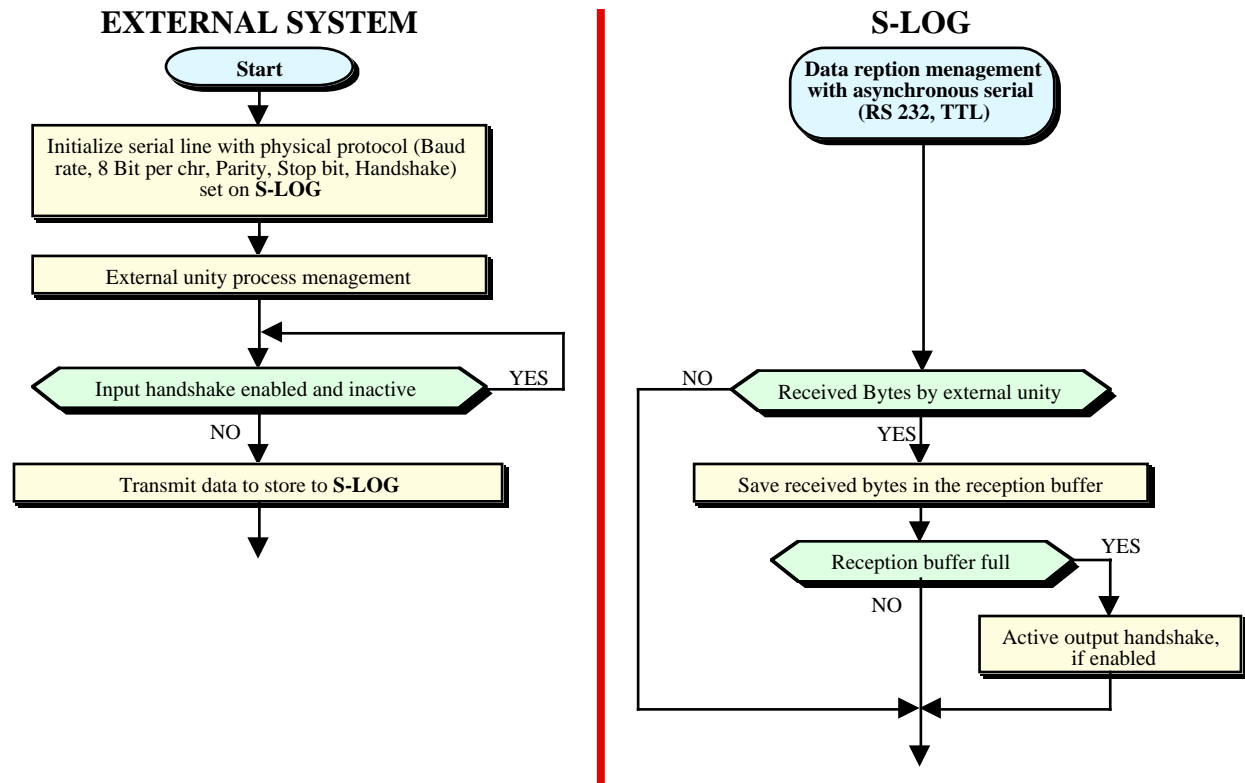 EXTERNAL SYSTEM
Start
Initialize serial line with physical protocol (Baud
rate, 8 Bit per chr, Parity, Stop bit, Handshake)
set on S-LOG
External unity process menagement
Input handshake enabled and inactive
YES
NO
Transmit data to store to S-LOG
S-LOG
Data reption menagement
with asynchronous serial
(RS 232, TTL)
NO
Received Bytes by external unity
YES
Save received bytes in the reception buffer
Reception buffer full
YES
NO
Active output handshake,
if enabled